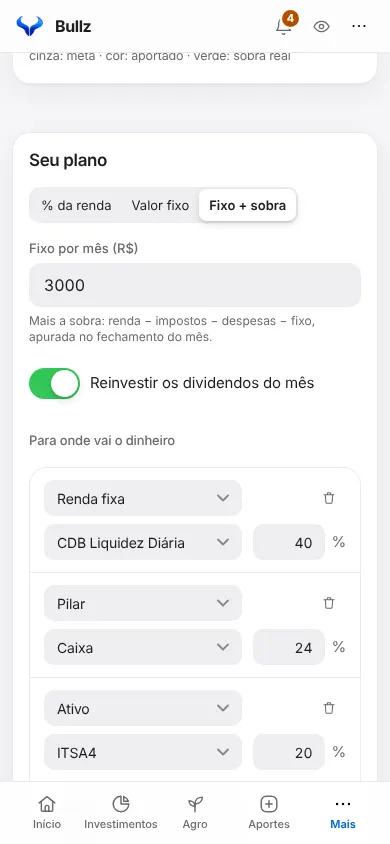 Bullz
4
cinza: meta · cor: aportado · verde: sobra real
Seu plano
% da renda
Valor fixo
Fixo + sobra
Fixo por mês (R$)
3000
Mais a sobra: renda − impostos − despesas − fixo,
apurada no fechamento do mês.
Reinvestir os dividendos do mês
Para onde vai o dinheiro
Renda fixa
CDB Liquidez Diária
40 %
Pilar
Caixa
24 %
Ativo
ITSA4
20 %
Início
Investimentos
Agro
Aportes
Mais